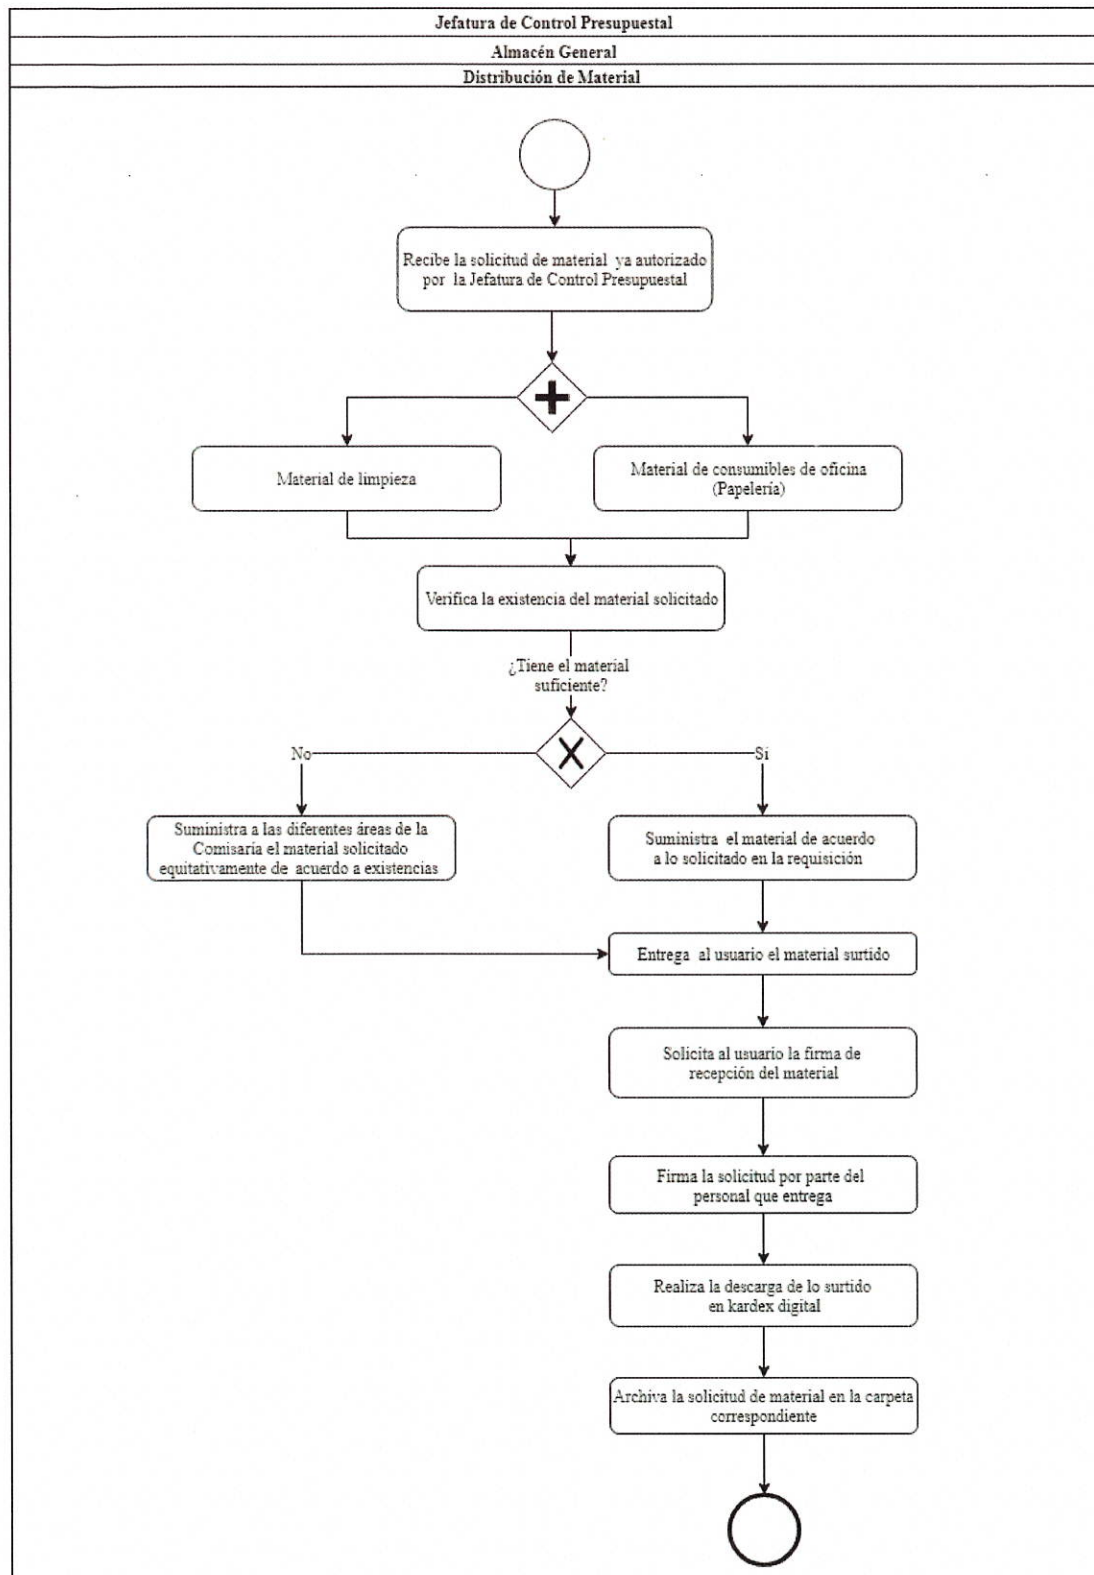 Jefatura de Control Presupuestal
Almacén General
Distribución de Material
Recibe la solicitud de material ya autorizado
por la Jefatura de Control Presupuestal
Material de limpieza
Material de consumibles de oficina
(Papelería)
Verifica la existencia del material solicitado
¿Tiene el material
suficiente?
No
Si
Suministra a las diferentes áreas de la
Comisaría el material solicitado
equitativamente de acuerdo a existencias
Suministra el material de acuerdo
a lo solicitado en la requisición
Entrega al usuario el material surtido
Solicita al usuario la firma de
recepción del material
Firma la solicitud por parte del
personal que entrega
Realiza la descarga de lo surtido
en kardex digital
Archiva la solicitud de material en la carpeta
correspondiente